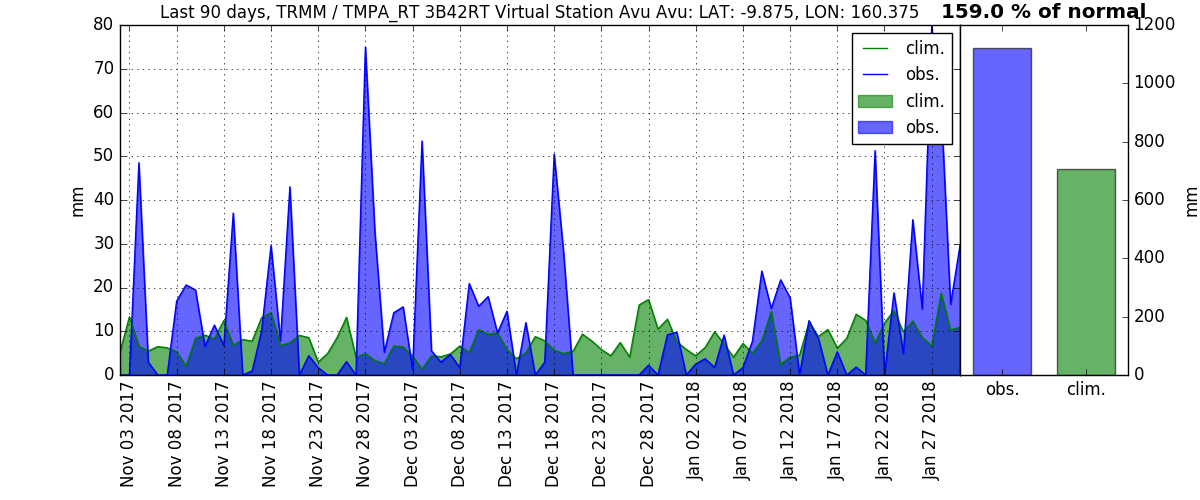 Last 90 days, TRMM / TMPA_RT 3B42RT Virtual Station Avu Avu: LAT: -9.875, LON: 160.375
159.0 % of normal
mm
80
70
60
50
40
30
20
10
0
clim.
obs.
clim.
obs.
Nov 03 2017
Nov 08 2017
Nov 13 2017
Nov 18 2017
Nov 23 2017
Nov 28 2017
Dec 03 2017
Dec 08 2017
Dec 13 2017
Dec 18 2017
Dec 23 2017
Dec 28 2017
Jan 02 2018
Jan 07 2018
Jan 12 2018
Jan 17 2018
Jan 22 2018
Jan 27 2018
obs.
clim.
1200
1000
800
600
400
200
0
mm